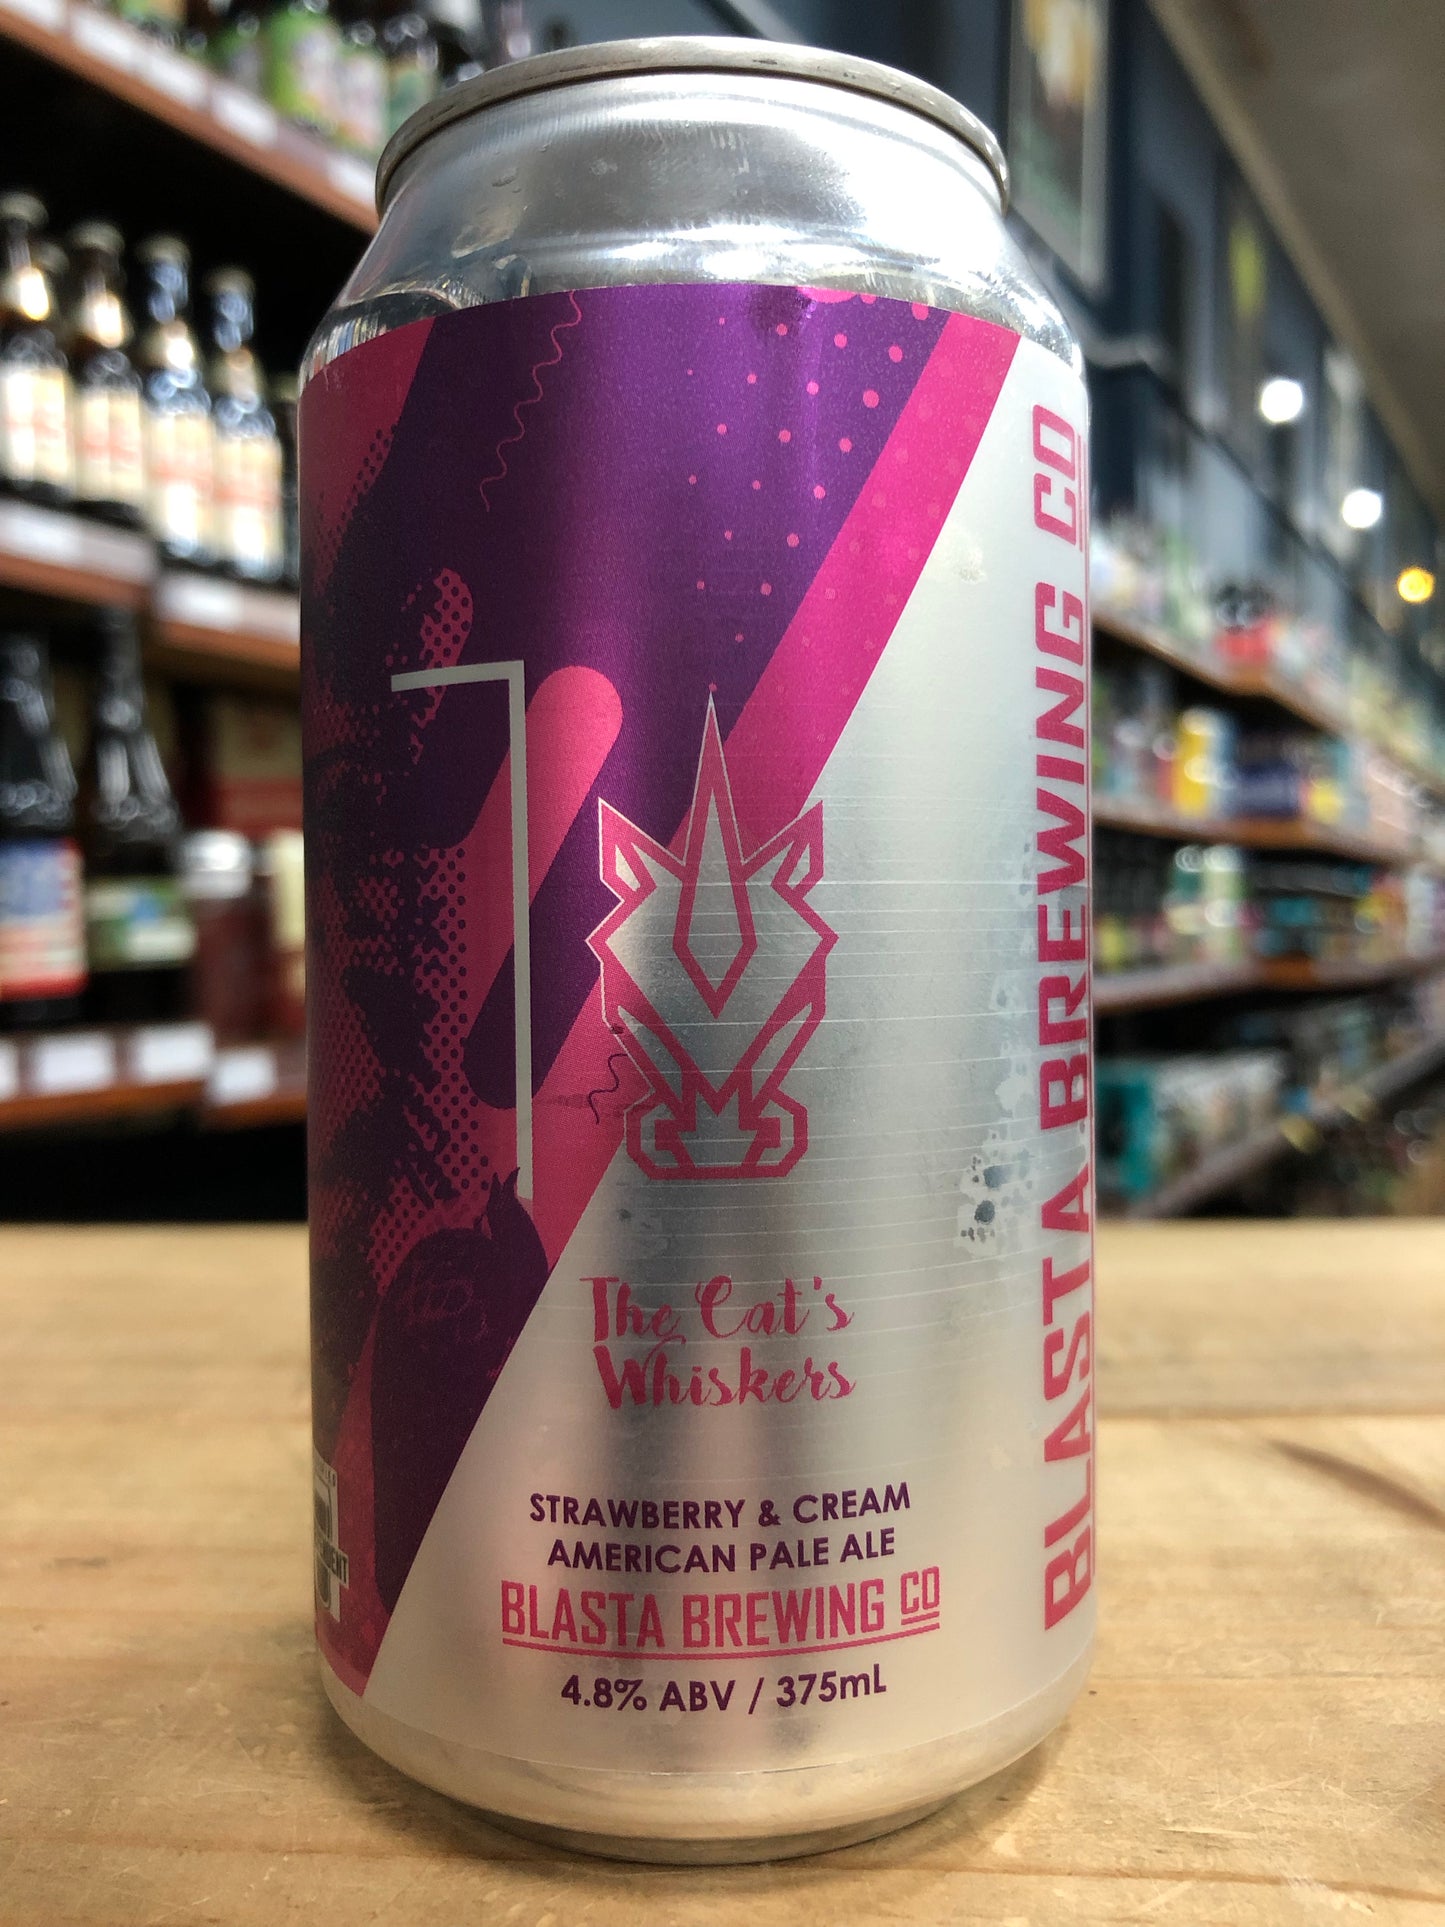 The Cat's
Whiskers
STRAWBERRY & CREAM
AMERICAN PALE ALE
BLASTA BREWING CO
4.8% ABV / 375mL
BLASTA BREWING CO